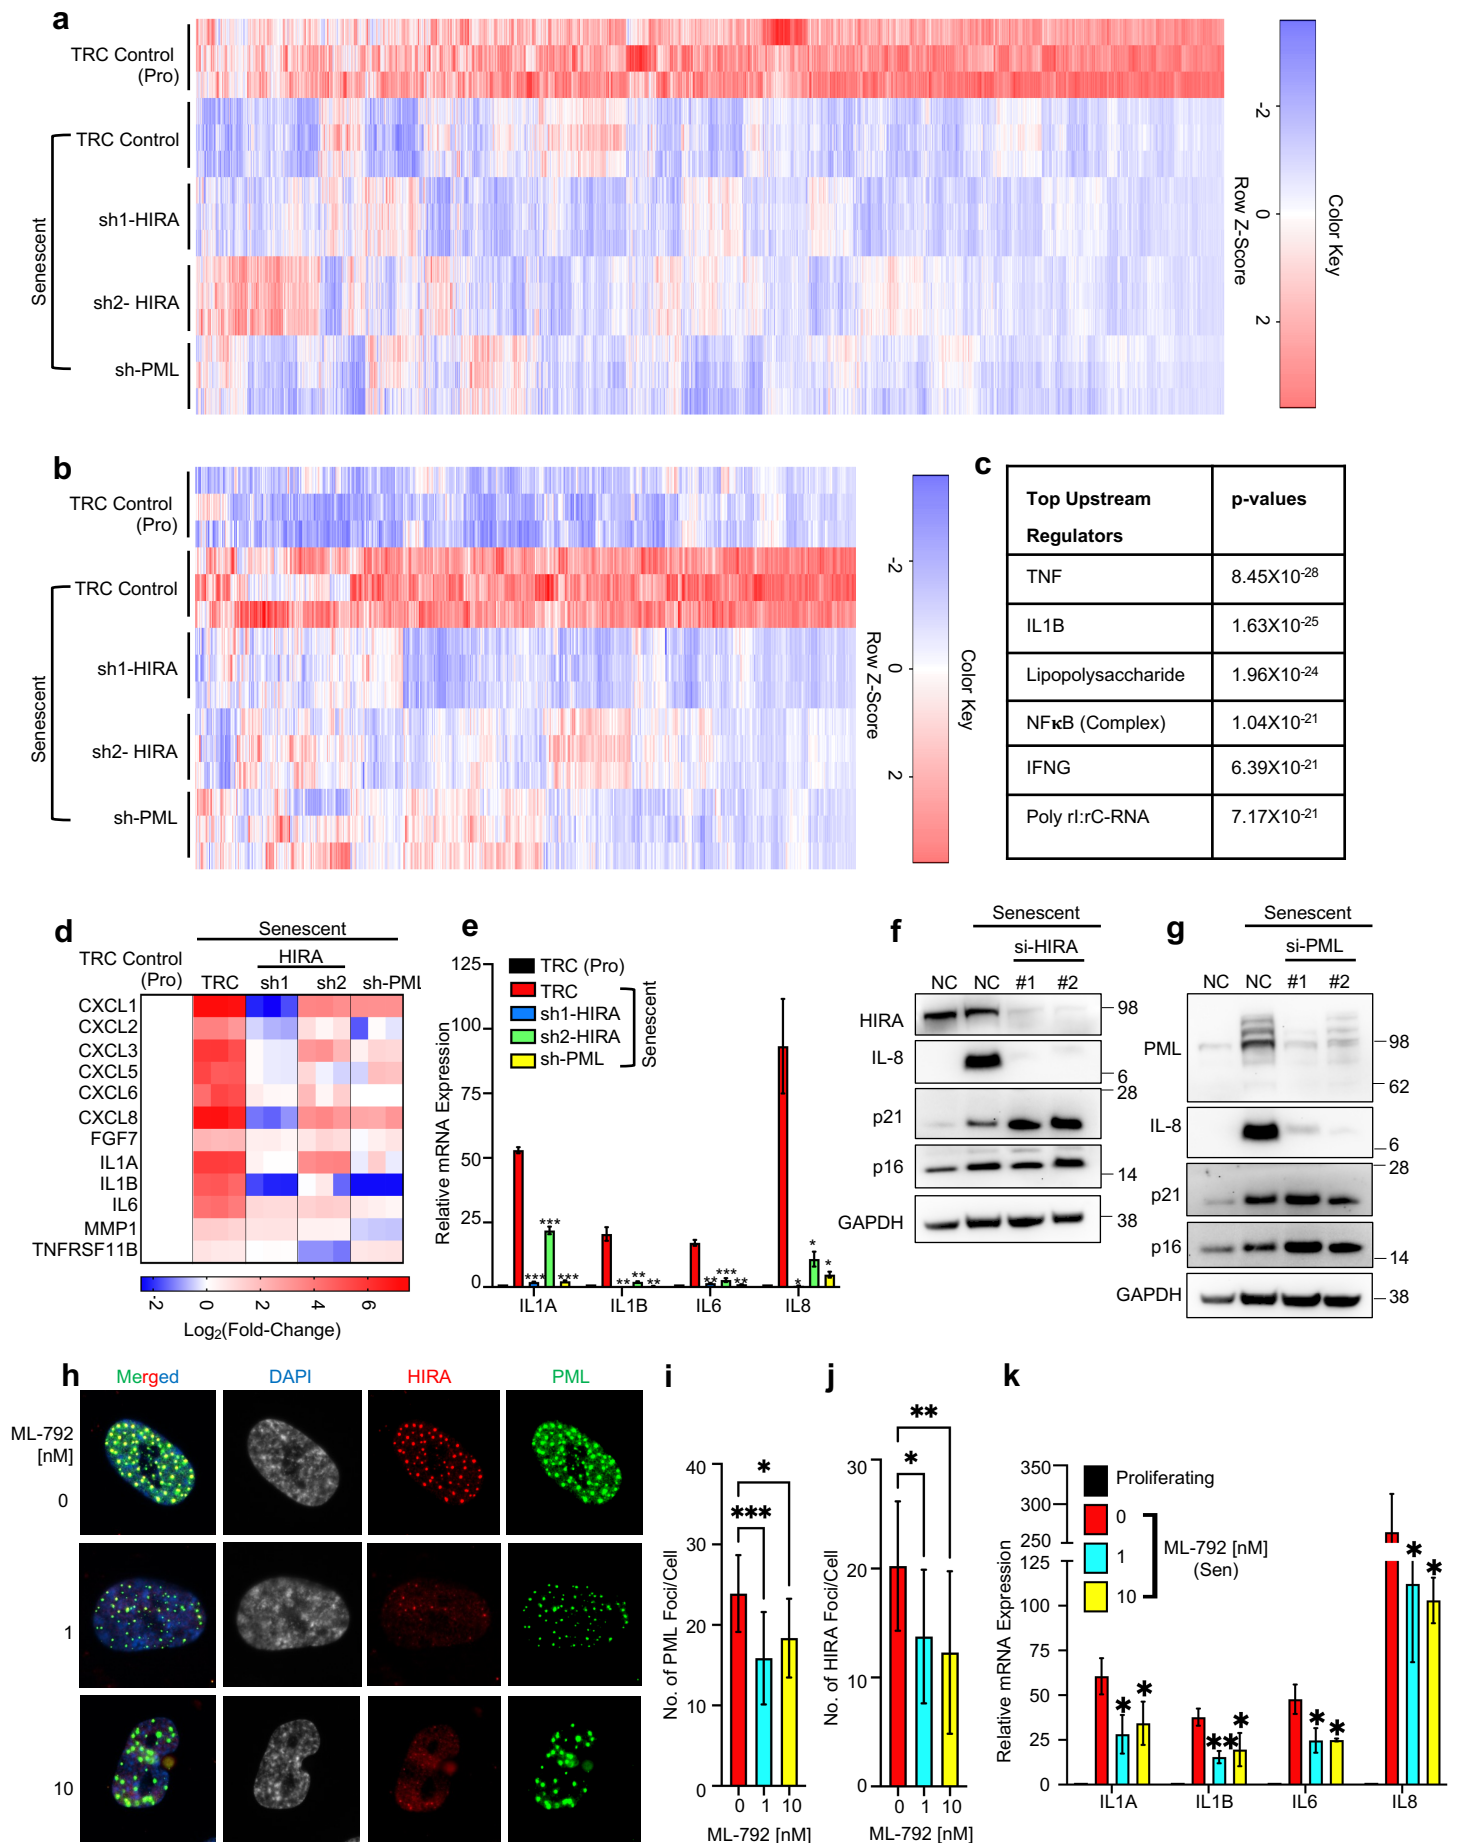 a
TRC Control
(Pro)
TRC Control
sh1-HIRA
sh2- HIRA
sh-PML
Senescent
-2
0
2
Row Z-Score
Color Key
b
TRC Control
(Pro)
TRC Control
sh1-HIRA
sh2- HIRA
sh-PML
Senescent
-2
0
2
Row Z-Score
Color Key
c
Top Upstream
Regulators
p-values
TNF
8.45X10-28
IL1B
1.63X10-25
Lipopolysaccharide
1.96X10-24
NFκB (Complex)
1.04X10-21
IFNG
6.39X10-21
Poly rI:rC-RNA
7.17X10-21
d
Senescent
TRC Control
(Pro)
HIRA
TRC
sh1
sh2
sh-PML
CXCL1
CXCL2
CXCL3
CXCL5
CXCL6
CXCL8
FGF7
IL1A
IL1B
IL6
MMP1
TNFRSF11B
-2
0
2
4
6
Log2(Fold-Change)
e
TRC (Pro)
TRC
sh1-HIRA
sh2-HIRA
sh-PML
Senescent
Relative mRNA Expression
125
100
75
50
25
0
***
***
***
**
**
**
**
***
**
*
*
*
IL1A
IL1B
IL6
IL8
f
Senescent
si-HIRA
NC
NC
#1
#2
HIRA
98
IL-8
6
28
p21
p16
14
GAPDH
38
g
Senescent
si-PML
NC
NC
#1
#2
PML
98
62
IL-8
6
28
p21
p16
14
GAPDH
38
h
Merged
DAPI
HIRA
PML
ML-792
[nM]
0
1
10
i
No. of PML Foci/Cell
40
30
20
10
0
*
***
0
1
10
ML-792 [nM]
j
No. of HIRA Foci/Cell
30
20
10
0
**
*
0
1
10
ML-792 [nM]
k
Proliferating
0
1
10
ML-792 [nM]
(Sen)
Relative mRNA Expression
350
300
250
125
100
75
50
25
0
*
*
**
*
*
*
*
*
IL1A
IL1B
IL6
IL8